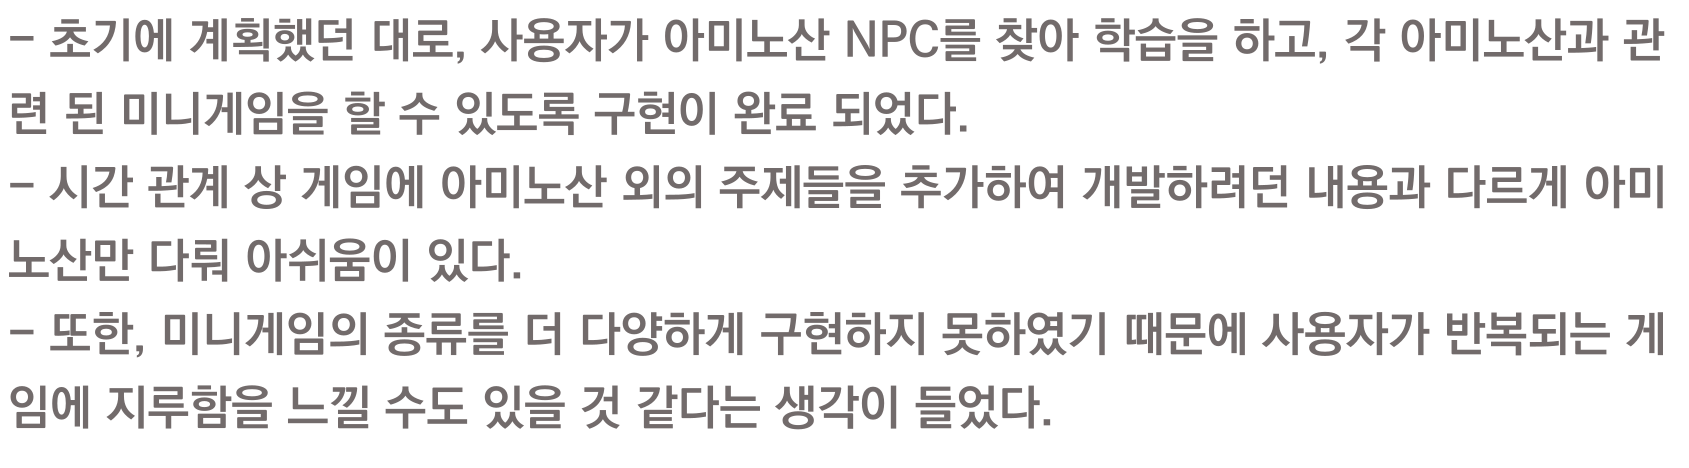 - 초기에 계획했던 대로, 사용자가 아미노산 NPC를 찾아 학습을 하고, 각 아미노산과 관
련 된 미니게임을 할 수 있도록 구현이 완료 되었다.
- 시간 관계 상 게임에 아미노산 외의 주제들을 추가하여 개발하려던 내용과 다르게 아미
노산만 다뤄 아쉬움이 있다.
- 또한, 미니게임의 종류를 더 다양하게 구현하지 못하였기 때문에 사용자가 반복되는 게
임에 지루함을 느낄 수도 있을 것 같다는 생각이 들었다.